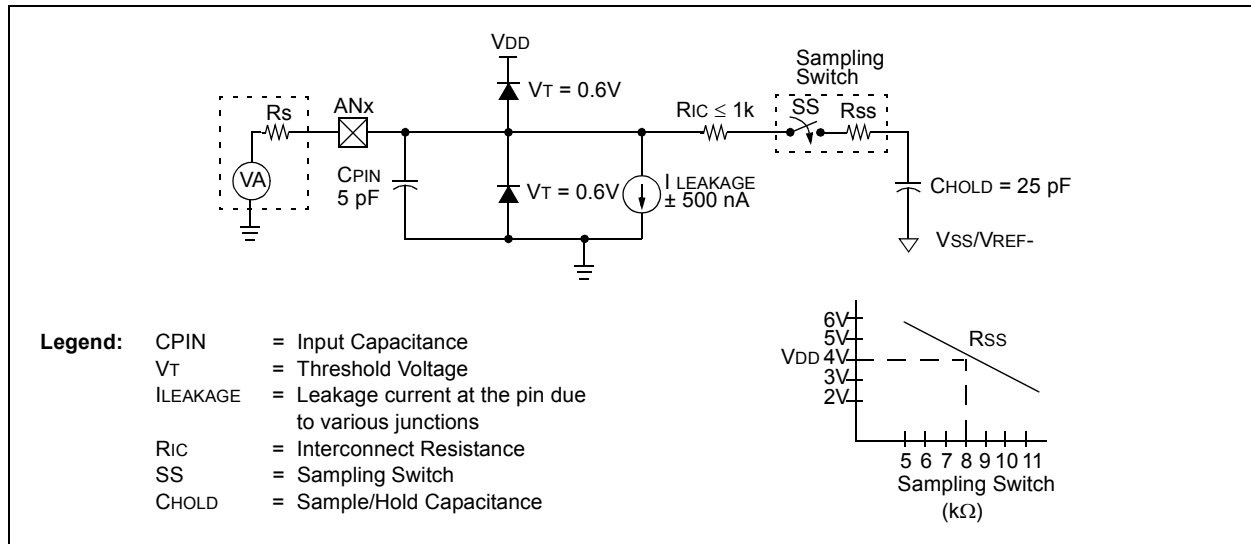 VDD
Sampling
Switch
VT = 0.6V
Rs
ANx
RIC ≤ 1k
SS
RSS
VA
CPIN
5 pF
VT = 0.6V
I LEAKAGE
± 500 nA
CHOLD = 25 pF
VSS/VREF-
Legend: CPIN = Input Capacitance
VT = Threshold Voltage
ILEAKAGE = Leakage current at the pin due
to various junctions
RIC = Interconnect Resistance
SS = Sampling Switch
CHOLD = Sample/Hold Capacitance
6V
5V
VDD 4V
3V
2V
RSS
5 6 7 8 9 10 11
Sampling Switch
(kΩ)